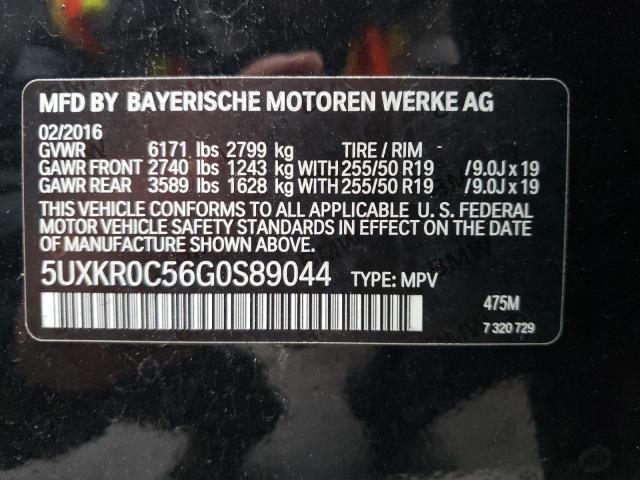 MFD BY BAYERISCHE MOTOREN WERKE AG
02/2016
GVWR 6171 lbs 2799 kg TIRE / RIM
GAWR FRONT 2740 lbs 1243 kg WITH 255/50 R19 /9.0J x 19
GAWR REAR 3589 lbs 1628 kg WITH 255/50 R19 /9.0J x 19
THIS VEHICLE CONFORMS TO ALL APPLICABLE U. S. FEDERAL
MOTOR VEHICLE SAFETY STANDARDS IN EFFECT ON THE DATE OF
MANUFACTURE SHOWN ABOVE.
5UXKR0C56G0S89044 TYPE: MPV
475M
7 320 729